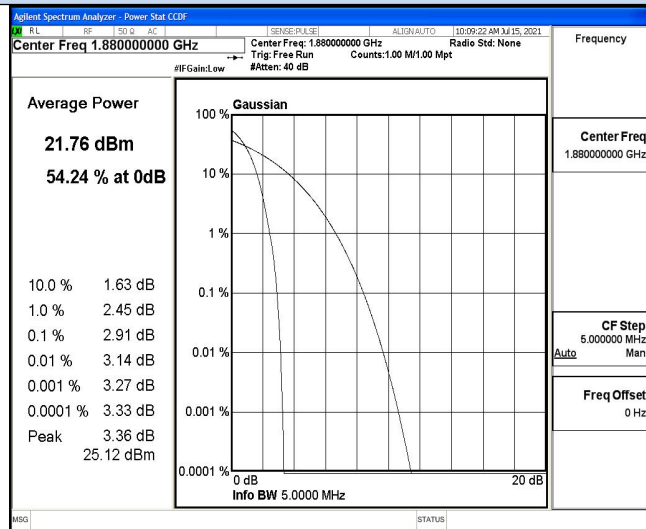 Agilent Spectrum Analyzer - Power Stat CCDF
LXI RL RF 50 Ω AC SENSE:PULSE ALIGN AUTO 10:09:22 AM Jul 15, 2021
Center Freq 1.880000000 GHz
Center Freq: 1.880000000 GHz Radio Std: None
Trig: Free Run Counts:1.00 M/1.00 Mpt
#IFGain:Low #Atten: 40 dB
Frequency
Average Power
21.76 dBm
54.24 % at 0dB
10.0 % 1.63 dB
1.0 % 2.45 dB
0.1 % 2.91 dB
0.01 % 3.14 dB
0.001 % 3.27 dB
0.0001 % 3.33 dB
Peak 3.36 dB
25.12 dBm
Gaussian
100 %
10 %
1 %
0.1 %
0.01 %
0.001 %
0.0001 %
0 dB 20 dB
Info BW 5.0000 MHz
Center Freq
1.880000000 GHz
CF Step
5.000000 MHz
Auto Man
Freq Offset
0 Hz
MSG STATUS